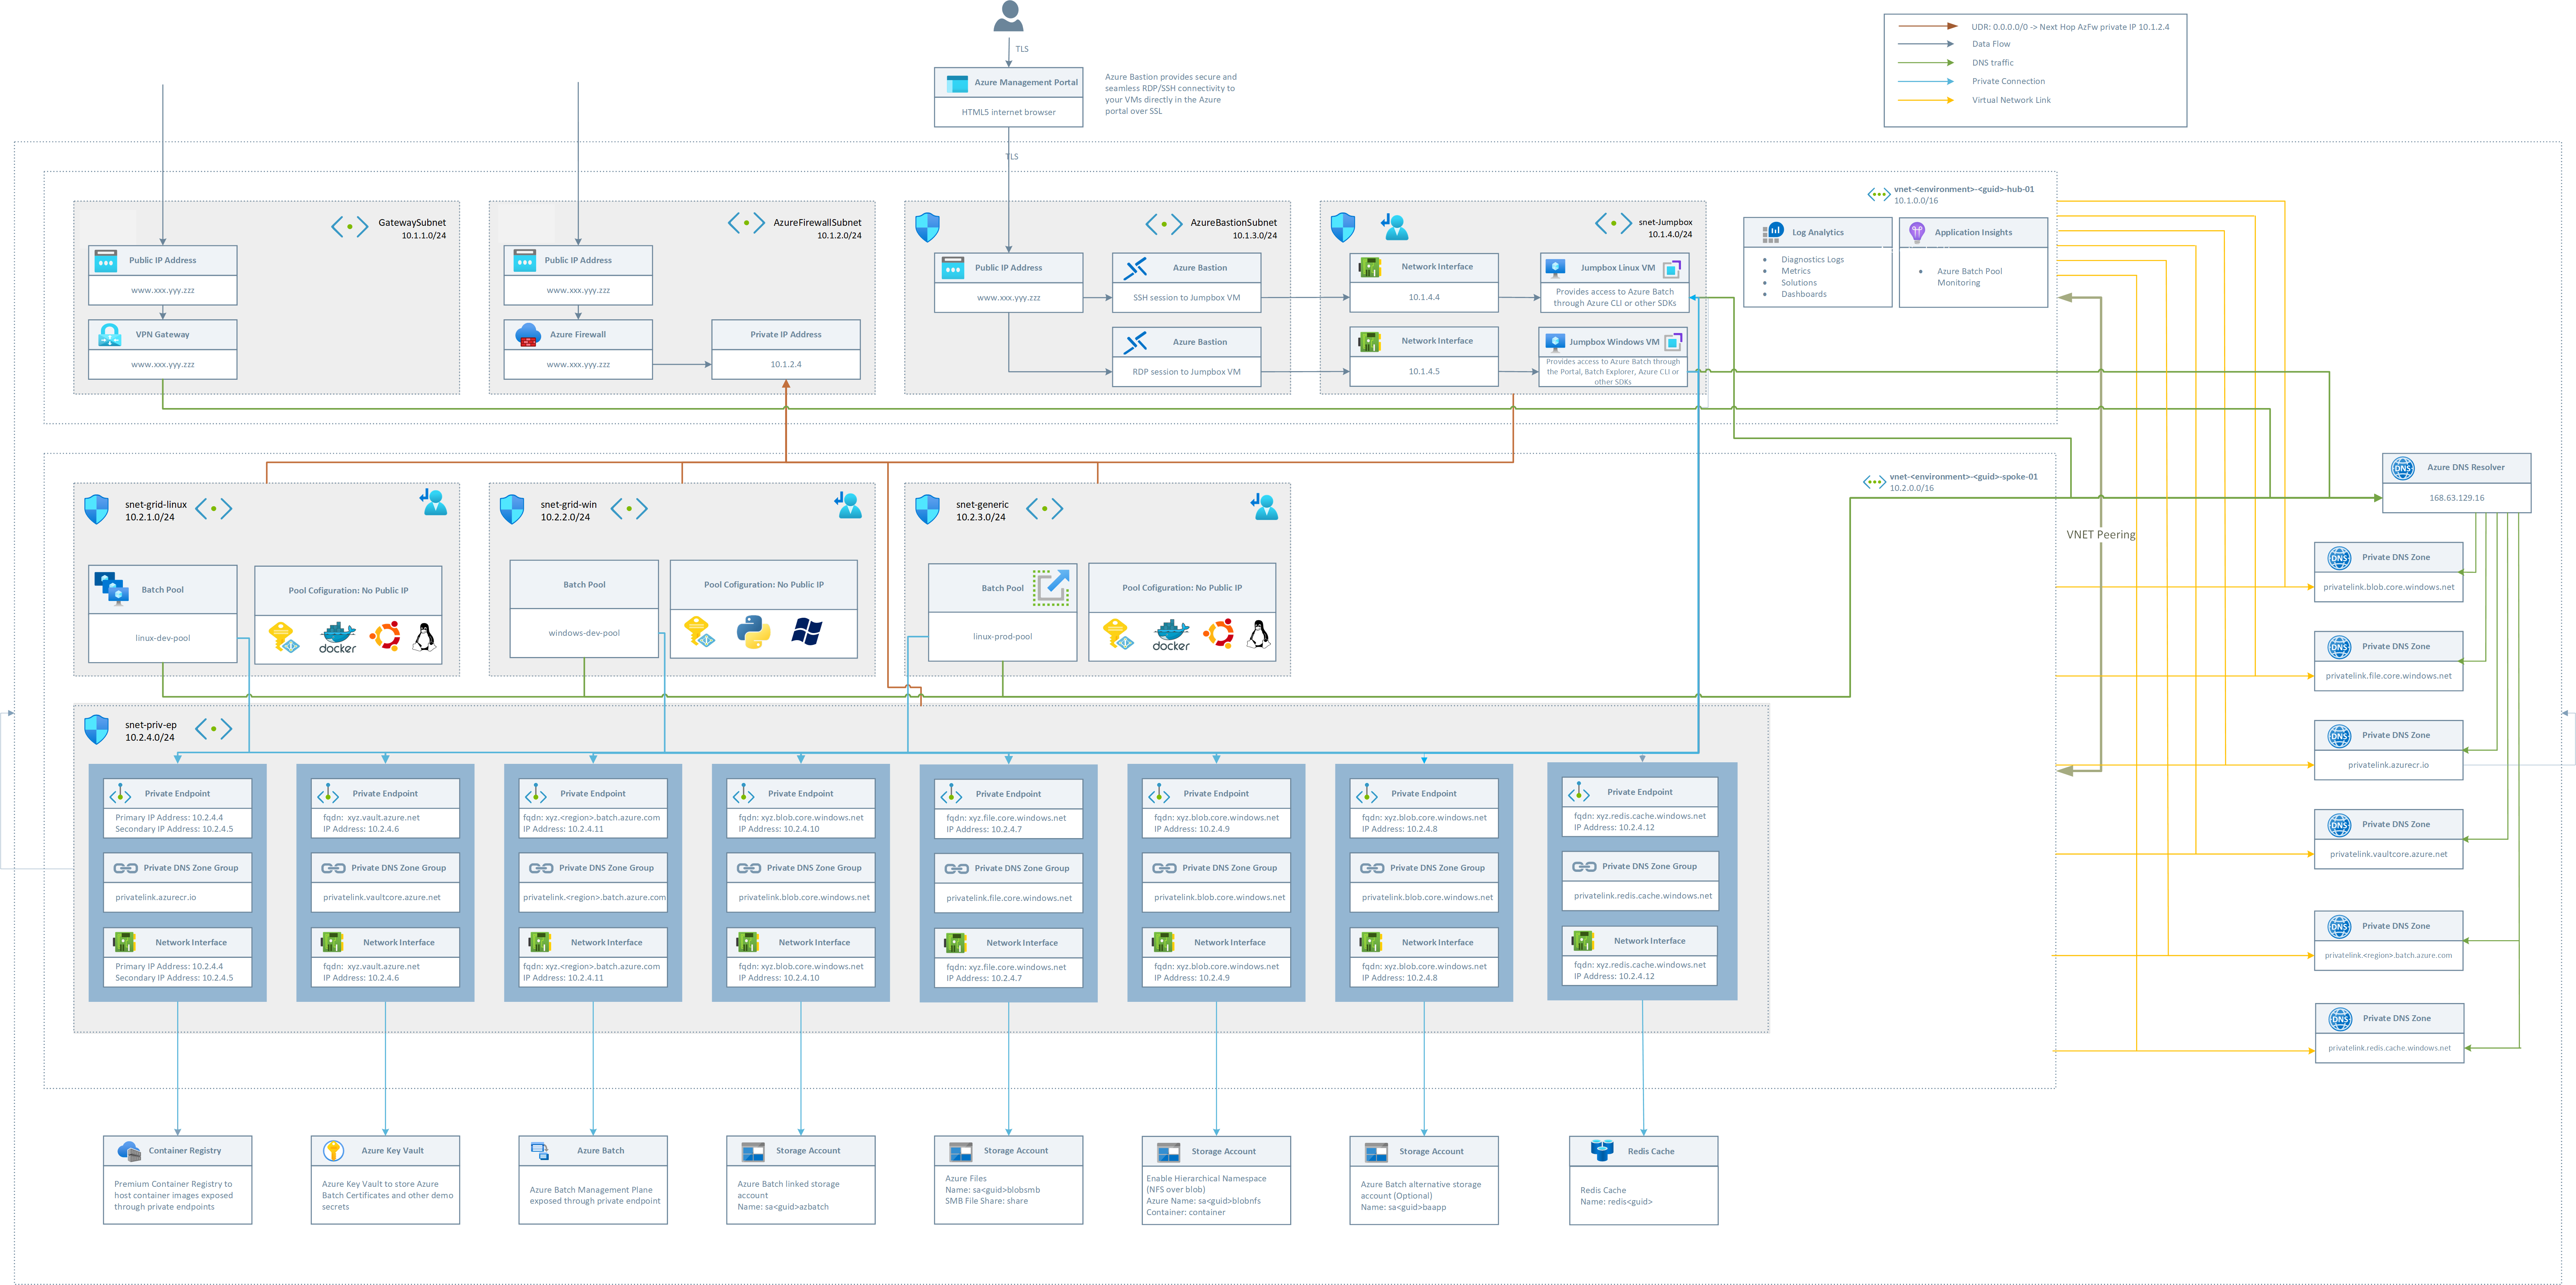 TLS
Azure Management Portal
HTML5 internet browser
Azure Bastion provides secure and
seamless RDP/SSH connectivity to
your VMs directly in the Azure
portal over SSL
UDR: 0.0.0.0/0 -> Next Hop AzFw private IP 10.1.2.4
Data Flow
DNS traffic
Private Connection
Virtual Network Link
TLS
vnet-<environment>-<guid>-hub-01
10.1.0.0/16
GatewaySubnet
10.1.1.0/24
Public IP Address
www.xxx.yyy.zzz
VPN Gateway
www.xxx.yyy.zzz
AzureFirewallSubnet
10.1.2.0/24
Public IP Address
www.xxx.yyy.zzz
Azure Firewall
www.xxx.yyy.zzz
Private IP Address
10.1.2.4
AzureBastionSubnet
10.1.3.0/24
Public IP Address
www.xxx.yyy.zzz
Azure Bastion
SSH session to Jumpbox VM
Azure Bastion
RDP session to Jumpbox VM
snet-Jumpbox
10.1.4.0/24
Network Interface
10.1.4.4
Jumpbox Linux VM
Provides access to Azure Batch
through Azure CLI or other SDKs
Network Interface
10.1.4.5
Jumpbox Windows VM
Provides access to Azure Batch through
the Portal, Batch Explorer, Azure CLI or
other SDKs
Log Analytics
• Diagnostics Logs
• Metrics
• Solutions
• Dashboards
Application Insights
• Azure Batch Pool
Monitoring
vnet-<environment>-<guid>-spoke-01
10.2.0.0/16
VNET Peering
snet-grid-linux
10.2.1.0/24
Batch Pool
linux-dev-pool
Pool Cofiguration: No Public IP
docker
snet-grid-win
10.2.2.0/24
Batch Pool
windows-dev-pool
Pool Cofiguration: No Public IP
snet-generic
10.2.3.0/24
Batch Pool
linux-prod-pool
Pool Cofiguration: No Public IP
docker
Azure DNS Resolver
168.63.129.16
DNS
Private DNS Zone
privatelink.blob.core.windows.net
DNS
Private DNS Zone
privatelink.file.core.windows.net
DNS
Private DNS Zone
privatelink.azurecr.io
DNS
Private DNS Zone
privatelink.vaultcore.azure.net
DNS
Private DNS Zone
privatelink.<region>.batch.azure.com
DNS
Private DNS Zone
privatelink.redis.cache.windows.net
DNS
snet-priv-ep
10.2.4.0/24
Private Endpoint
Primary IP Address: 10.2.4.4
Secondary IP Address: 10.2.4.5
Private DNS Zone Group
privatelink.azurecr.io
Network Interface
Primary IP Address: 10.2.4.4
Secondary IP Address: 10.2.4.5
Private Endpoint
fqdn: xyz.vault.azure.net
IP Address: 10.2.4.6
Private DNS Zone Group
privatelink.vaultcore.azure.net
Network Interface
fqdn: xyz.vault.azure.net
IP Address: 10.2.4.6
Private Endpoint
fqdn: xyz.<region>.batch.azure.com
IP Address: 10.2.4.11
Private DNS Zone Group
privatelink.<region>.batch.azure.com
Network Interface
fqdn: xyz.<region>.batch.azure.com
IP Address: 10.2.4.11
Private Endpoint
fqdn: xyz.blob.core.windows.net
IP Address: 10.2.4.10
Private DNS Zone Group
privatelink.blob.core.windows.net
Network Interface
fqdn: xyz.blob.core.windows.net
IP Address: 10.2.4.10
Private Endpoint
fqdn: xyz.file.core.windows.net
IP Address: 10.2.4.7
Private DNS Zone Group
privatelink.file.core.windows.net
Network Interface
fqdn: xyz.file.core.windows.net
IP Address: 10.2.4.7
Private Endpoint
fqdn: xyz.blob.core.windows.net
IP Address: 10.2.4.9
Private DNS Zone Group
privatelink.blob.core.windows.net
Network Interface
fqdn: xyz.blob.core.windows.net
IP Address: 10.2.4.9
Private Endpoint
fqdn: xyz.blob.core.windows.net
IP Address: 10.2.4.8
Private DNS Zone Group
privatelink.blob.core.windows.net
Network Interface
fqdn: xyz.blob.core.windows.net
IP Address: 10.2.4.8
Private Endpoint
fqdn: xyz.redis.cache.windows.net
IP Address: 10.2.4.12
Private DNS Zone Group
privatelink.redis.cache.windows.net
Network Interface
fqdn: xyz.redis.cache.windows.net
IP Address: 10.2.4.12
Container Registry
Premium Container Registry to
host container images exposed
through private endpoints
Azure Key Vault
Azure Key Vault to store Azure
Batch Certificates and other demo
secrets
Azure Batch
Azure Batch Management Plane
exposed through private endpoint
Storage Account
Azure Batch linked storage
account
Name: sa<guid>azbatch
Storage Account
Azure Files
Name: sa<guid>blobsmb
SMB File Share: share
Storage Account
Enable Hierarchical Namespace
(NFS over blob)
Azure Name: sa<guid>blobnfs
Container: container
Storage Account
Azure Batch alternative storage
account (Optional)
Name: sa<guid>baapp
Redis Cache
Redis Cache
Name: redis<guid>